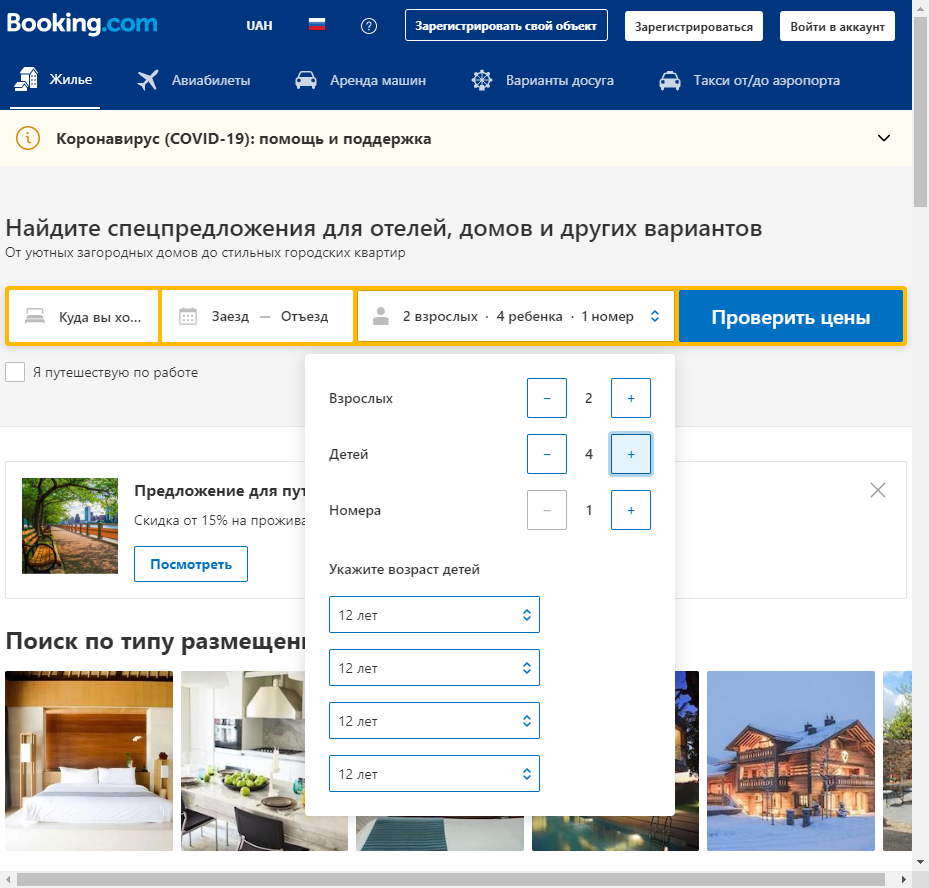 Booking.com
UAH
Зарегистрировать свой объект
Зарегистрироваться
Войти в аккаунт
Жилье
Авиабилеты
Аренда машин
Варианты досуга
Такси от/до аэропорта
Коронавирус (COVID-19): помощь и поддержка
Найдите спецпредложения для отелей, домов и других вариантов
От уютных загородных домов до стильных городских квартир
Куда вы хо...
Заезд — Отъезд
2 взрослых · 4 ребенка · 1 номер
Проверить цены
Я путешествую по работе
Взрослых
− 2 +
Детей
− 4 +
Номера
− 1 +
Укажите возраст детей
12 лет
12 лет
12 лет
12 лет
Предложение для пут
Скидка от 15% на прожива
Посмотреть
Поиск по типу размещен